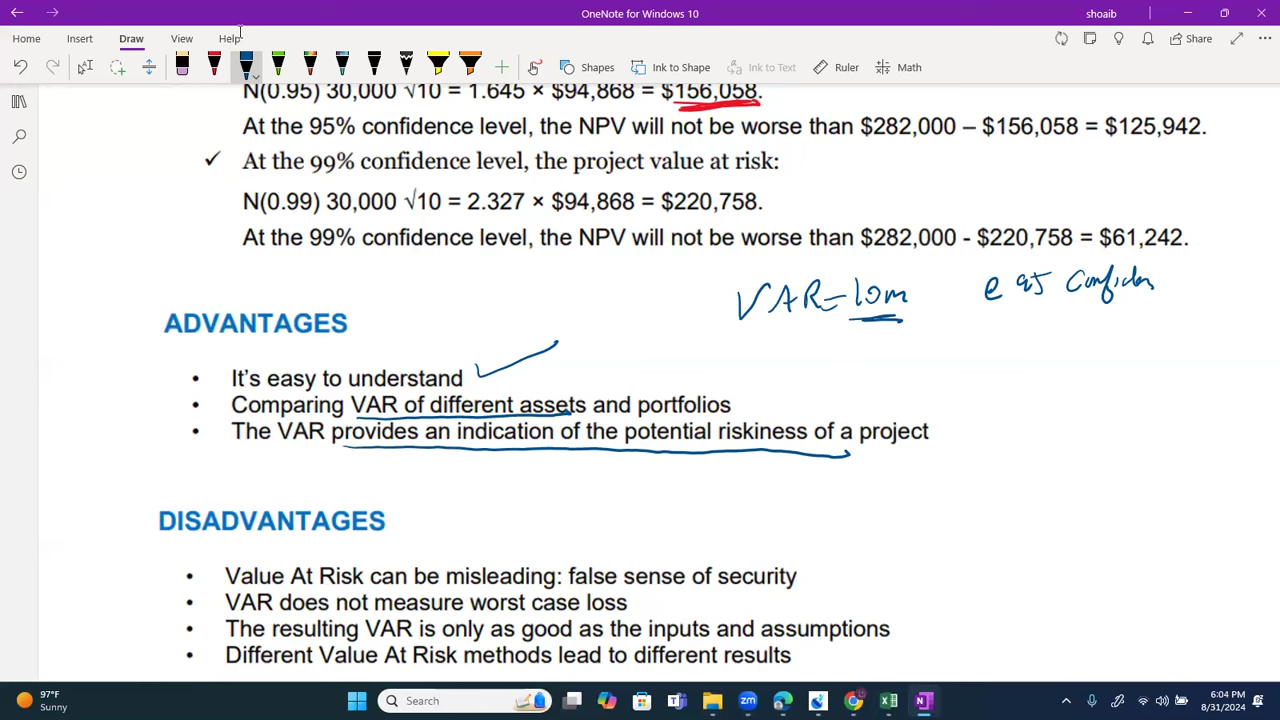 OneNote for Windows 10
shoaib
Home Insert Draw View Help
Share
Shapes Ink to Shape Ink to Text Ruler Math
N(0.95) 30,000 √10 = 1.645 × $94,868 = $156,058.
At the 95% confidence level, the NPV will not be worse than $282,000 – $156,058 = $125,942.
✓ At the 99% confidence level, the project value at risk:
N(0.99) 30,000 √10 = 2.327 × $94,868 = $220,758.
At the 99% confidence level, the NPV will not be worse than $282,000 - $220,758 = $61,242.
VAR=10m
95
ADVANTAGES
• It's easy to understand
• Comparing VAR of different assets and portfolios
• The VAR provides an indication of the potential riskiness of a project
DISADVANTAGES
• Value At Risk can be misleading: false sense of security
• VAR does not measure worst case loss
• The resulting VAR is only as good as the inputs and assumptions
• Different Value At Risk methods lead to different results
97°F
Sunny
Search
6:04 PM
8/31/2024